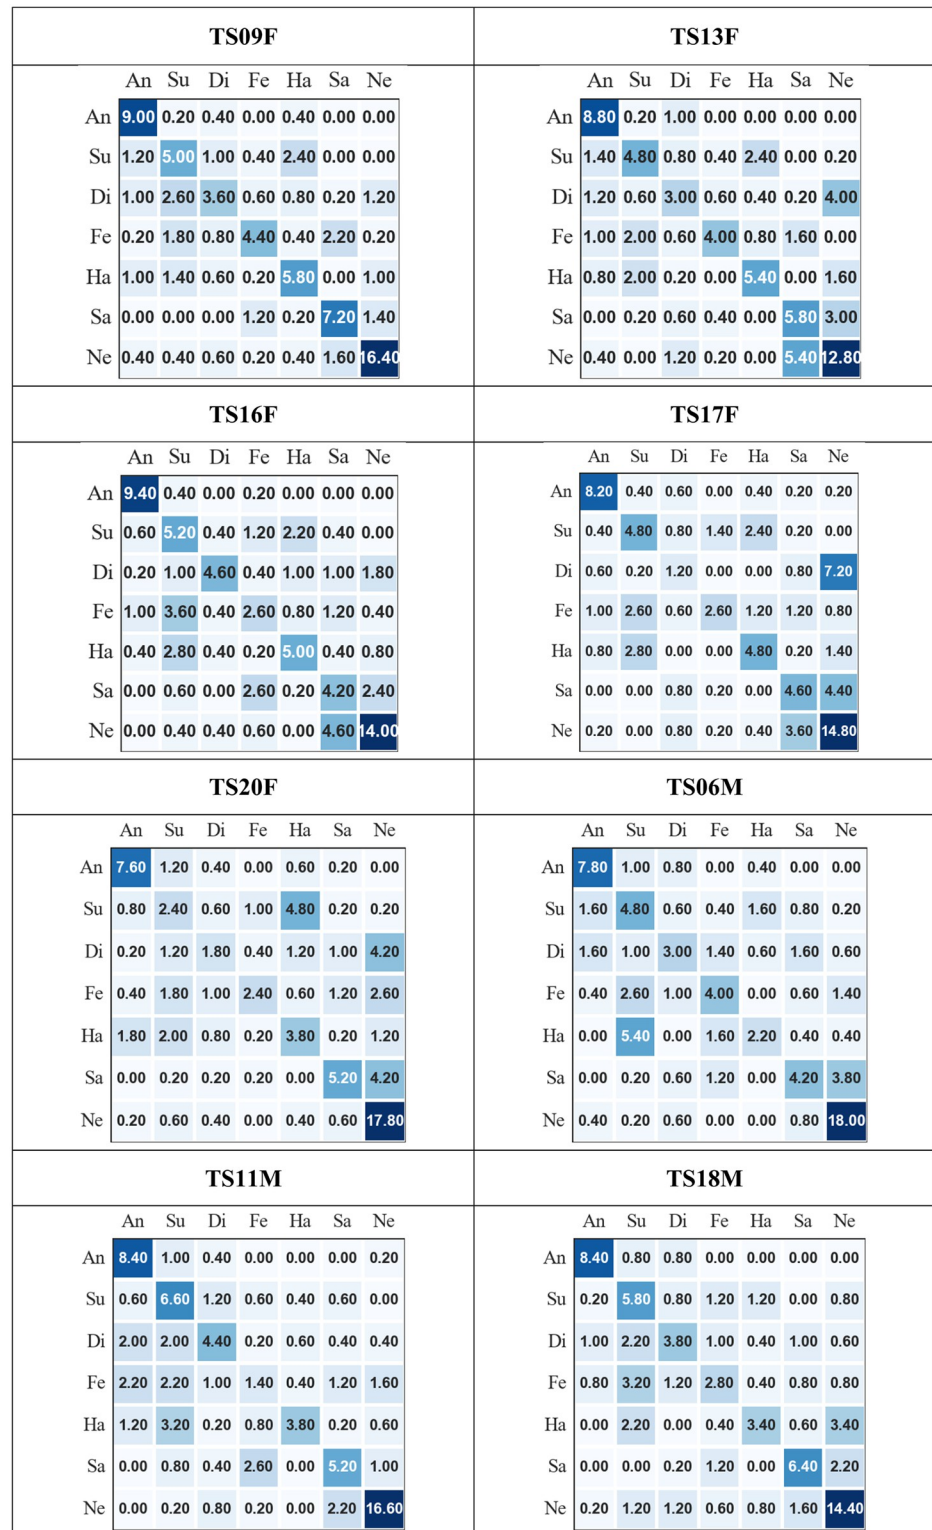 TS09F TS13F
An Su Di Fe Ha Sa Ne
An 9.00 0.20 0.40 0.00 0.40 0.00 0.00
Su 1.20 5.00 1.00 0.40 2.40 0.00 0.00
Di 1.00 2.60 3.60 0.60 0.80 0.20 1.20
Fe 0.20 1.80 0.80 4.40 0.40 2.20 0.20
Ha 1.00 1.40 0.60 0.20 5.80 0.00 1.00
Sa 0.00 0.00 0.00 1.20 0.20 7.20 1.40
Ne 0.40 0.40 0.60 0.20 0.40 1.60 16.40
An Su Di Fe Ha Sa Ne
An 8.80 0.20 1.00 0.00 0.00 0.00 0.00
Su 1.40 4.80 0.80 0.40 2.40 0.00 0.20
Di 1.20 0.60 3.00 0.60 0.40 0.20 4.00
Fe 1.00 2.00 0.60 4.00 0.80 1.60 0.00
Ha 0.80 2.00 0.20 0.00 5.40 0.00 1.60
Sa 0.00 0.20 0.60 0.40 0.00 5.80 3.00
Ne 0.40 0.00 1.20 0.20 0.00 5.40 12.80
TS16F TS17F
An Su Di Fe Ha Sa Ne
An 9.40 0.40 0.00 0.20 0.00 0.00 0.00
Su 0.60 5.20 0.40 1.20 2.20 0.40 0.00
Di 0.20 1.00 4.60 0.40 1.00 1.00 1.80
Fe 1.00 3.60 0.40 2.60 0.80 1.20 0.40
Ha 0.40 2.80 0.40 0.20 5.00 0.40 0.80
Sa 0.00 0.60 0.00 2.60 0.20 4.20 2.40
Ne 0.00 0.40 0.40 0.60 0.00 4.60 14.00
An Su Di Fe Ha Sa Ne
An 8.20 0.40 0.60 0.00 0.40 0.20 0.20
Su 0.40 4.80 0.80 1.40 2.40 0.20 0.00
Di 0.60 0.20 1.20 0.00 0.00 0.80 7.20
Fe 1.00 2.60 0.60 2.60 1.20 1.20 0.80
Ha 0.80 2.80 0.00 0.00 4.80 0.20 1.40
Sa 0.00 0.00 0.80 0.20 0.00 4.60 4.40
Ne 0.20 0.00 0.80 0.20 0.40 3.60 14.80
TS20F TS06M
An Su Di Fe Ha Sa Ne
An 7.60 1.20 0.40 0.00 0.60 0.20 0.00
Su 0.80 2.40 0.60 1.00 4.80 0.20 0.20
Di 0.20 1.20 1.80 0.40 1.20 1.00 4.20
Fe 0.40 1.80 1.00 2.40 0.60 1.20 2.60
Ha 1.80 2.00 0.80 0.20 3.80 0.20 1.20
Sa 0.00 0.20 0.20 0.20 0.00 5.20 4.20
Ne 0.20 0.60 0.40 0.00 0.40 0.60 17.80
An Su Di Fe Ha Sa Ne
An 7.80 1.00 0.80 0.00 0.40 0.00 0.00
Su 1.60 4.80 0.60 0.40 1.60 0.80 0.20
Di 1.60 1.00 3.00 1.40 0.60 1.60 0.60
Fe 0.40 2.60 1.00 4.00 0.00 0.60 1.40
Ha 0.00 5.40 0.00 1.60 2.20 0.40 0.40
Sa 0.00 0.20 0.60 1.20 0.00 4.20 3.80
Ne 0.40 0.20 0.60 0.00 0.00 0.80 18.00
TS11M TS18M
An Su Di Fe Ha Sa Ne
An 8.40 1.00 0.40 0.00 0.00 0.00 0.20
Su 0.60 6.60 1.20 0.60 0.40 0.60 0.00
Di 2.00 2.00 4.40 0.20 0.60 0.40 0.40
Fe 2.20 2.20 1.00 1.40 0.40 1.20 1.60
Ha 1.20 3.20 0.20 0.80 3.80 0.20 0.60
Sa 0.00 0.80 0.40 2.60 0.00 5.20 1.00
Ne 0.00 0.20 0.80 0.20 0.00 2.20 16.60
An Su Di Fe Ha Sa Ne
An 8.40 0.80 0.80 0.00 0.00 0.00 0.00
Su 0.20 5.80 0.80 1.20 1.20 0.00 0.80
Di 1.00 2.20 3.80 1.00 0.40 1.00 0.60
Fe 0.80 3.20 1.20 2.80 0.40 0.80 0.80
Ha 0.00 2.20 0.00 0.40 3.40 0.60 3.40
Sa 0.00 0.00 0.20 1.20 0.00 6.40 2.20
Ne 0.20 1.20 1.20 0.60 0.80 1.60 14.40